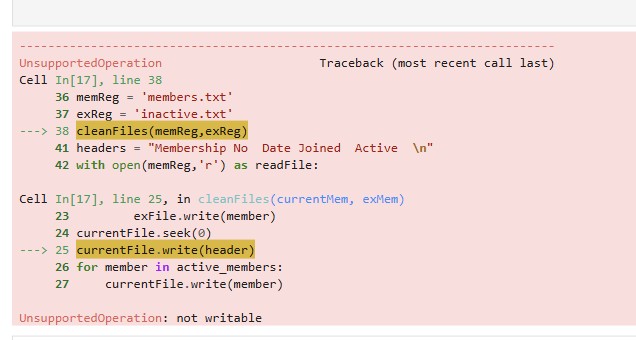 ---------------------------------------------------------------------------
UnsupportedOperation                      Traceback (most recent call last)
Cell In[17], line 38
     36 memReg = 'members.txt'
     37 exReg = 'inactive.txt'
---> 38 cleanFiles(memReg,exReg)
     41 headers = "Membership No  Date Joined  Active  \n"
     42 with open(memReg,'r') as readFile:

Cell In[17], line 25, in cleanFiles(currentMem, exMem)
     23         exFile.write(member)
     24 currentFile.seek(0)
---> 25 currentFile.write(header)
     26 for member in active_members:
     27     currentFile.write(member)

UnsupportedOperation: not writable